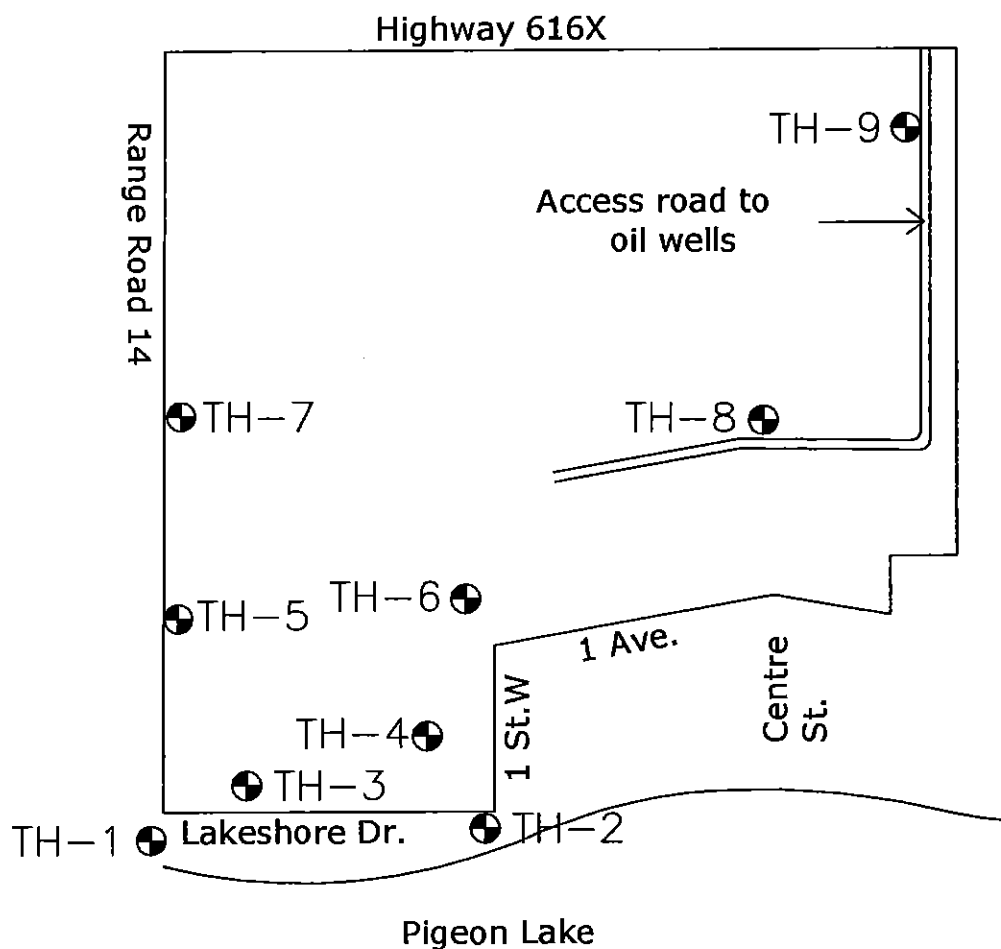 Highway 616X
TH-9
Range Road 14
Access road to
oil wells
TH-7
TH-8
TH-6
TH-5
1 Ave.
1 St.W
Centre
St.
TH-4
TH-3
TH-1
Lakeshore Dr.
TH-2
Pigeon Lake